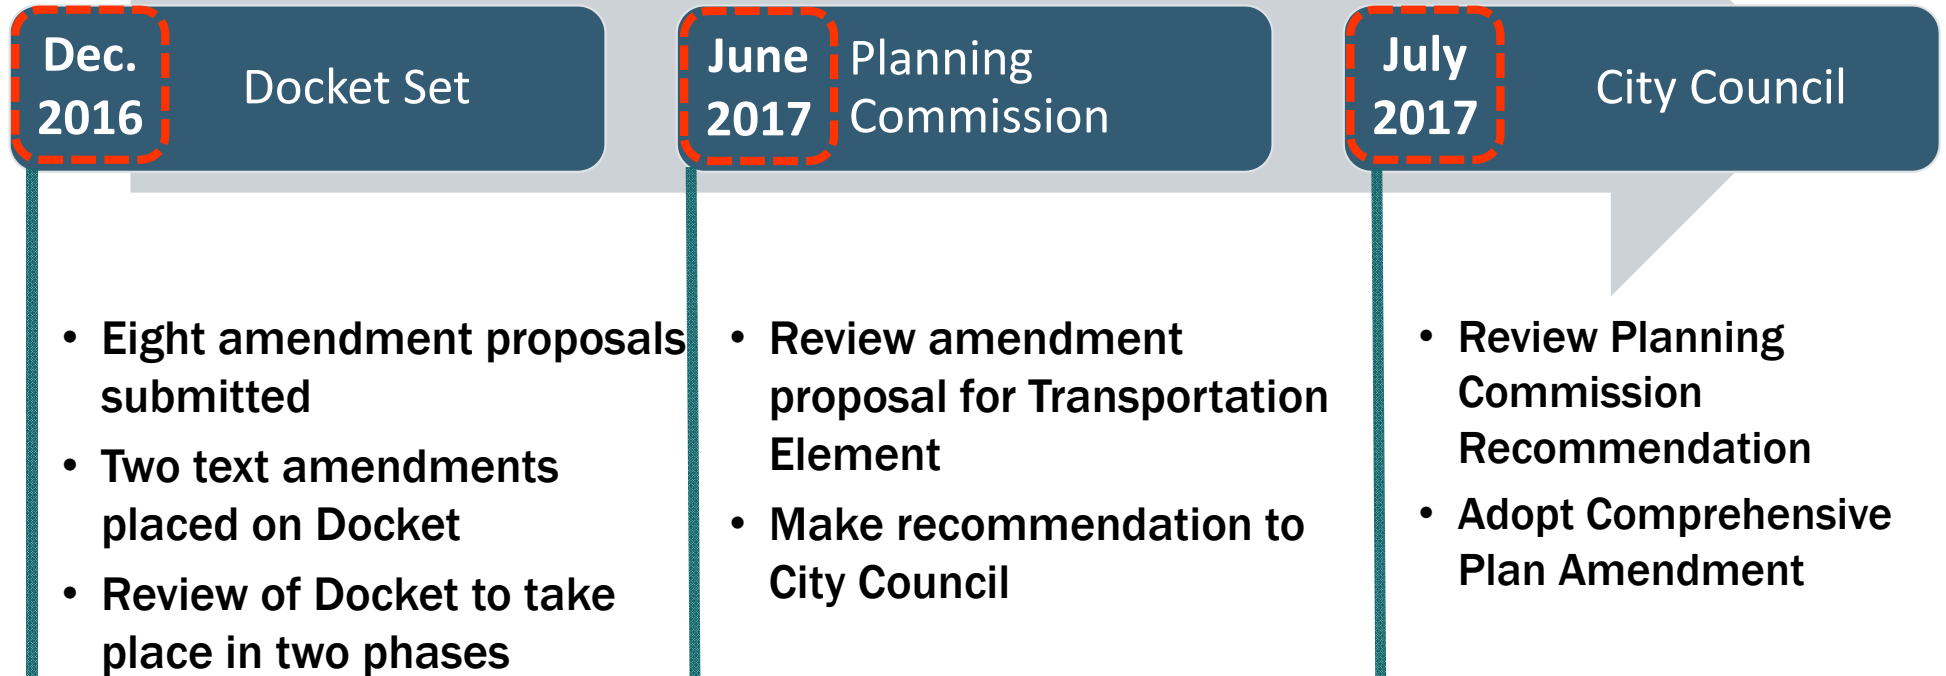 Dec.
2016
Docket Set
June
2017
Planning
Commission
July
2017
City Council
• Eight amendment proposals
submitted
• Two text amendments
placed on Docket
• Review of Docket to take
place in two phases
• Review amendment
proposal for Transportation
Element
• Make recommendation to
City Council
• Review Planning
Commission
Recommendation
• Adopt Comprehensive
Plan Amendment